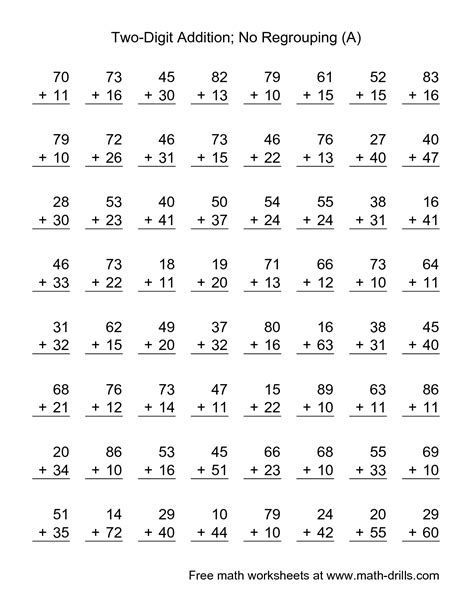 Two-Digit Addition; No Regrouping (A)
70 73 45 82 79 61 52 83
+ 11 + 16 + 30 + 13 + 10 + 15 + 15 + 16
79 72 46 73 46 76 27 40
+ 10 + 26 + 31 + 15 + 22 + 13 + 40 + 47
28 53 40 50 54 55 38 16
+ 30 + 23 + 41 + 37 + 24 + 24 + 31 + 41
46 73 18 19 71 66 73 64
+ 33 + 22 + 11 + 20 + 13 + 12 + 10 + 11
31 62 49 37 80 16 38 45
+ 32 + 15 + 20 + 32 + 16 + 63 + 31 + 40
68 76 73 47 15 89 63 86
+ 21 + 12 + 14 + 11 + 22 + 10 + 11 + 11
20 86 53 45 66 68 55 69
+ 34 + 10 + 16 + 51 + 23 + 10 + 33 + 10
51 14 29 10 79 24 20 29
+ 35 + 72 + 40 + 44 + 10 + 42 + 55 + 60
Free math worksheets at www.math-drills.com